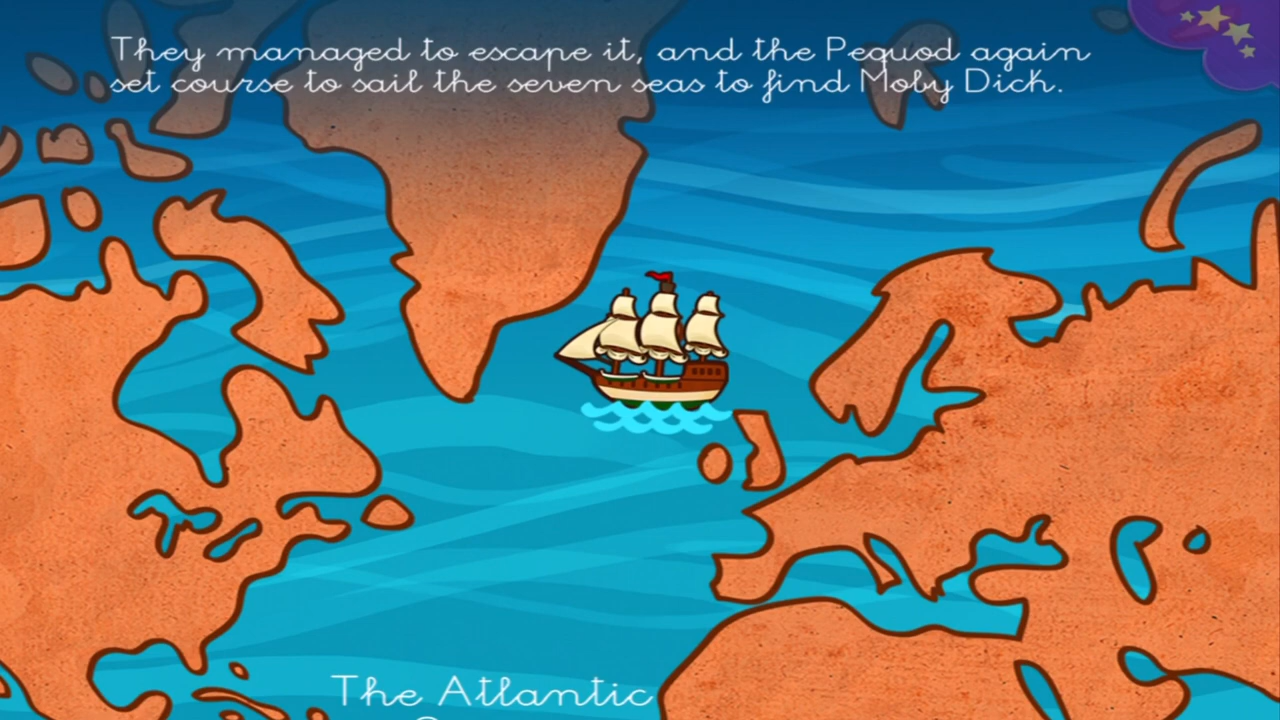 They managed to escape it, and the Pequod again
set course to sail the seven seas to find Moby Dick.
The Atlantic